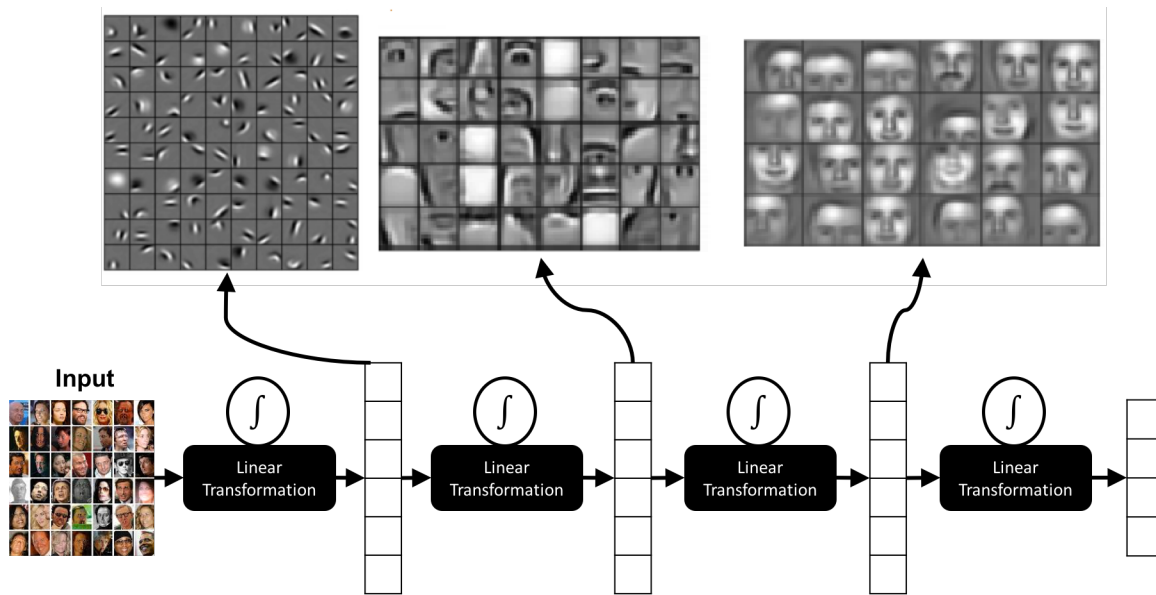 Input
∫
Linear
Transformation
∫
Linear
Transformation
∫
Linear
Transformation
∫
Linear
Transformation